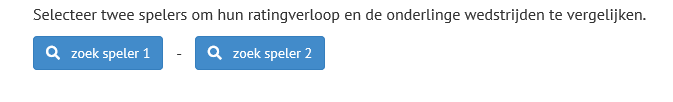 Selecteer twee spelers om hun ratingverloop en de onderlinge wedstrijden te vergelijken.
zoek speler 1 - zoek speler 2